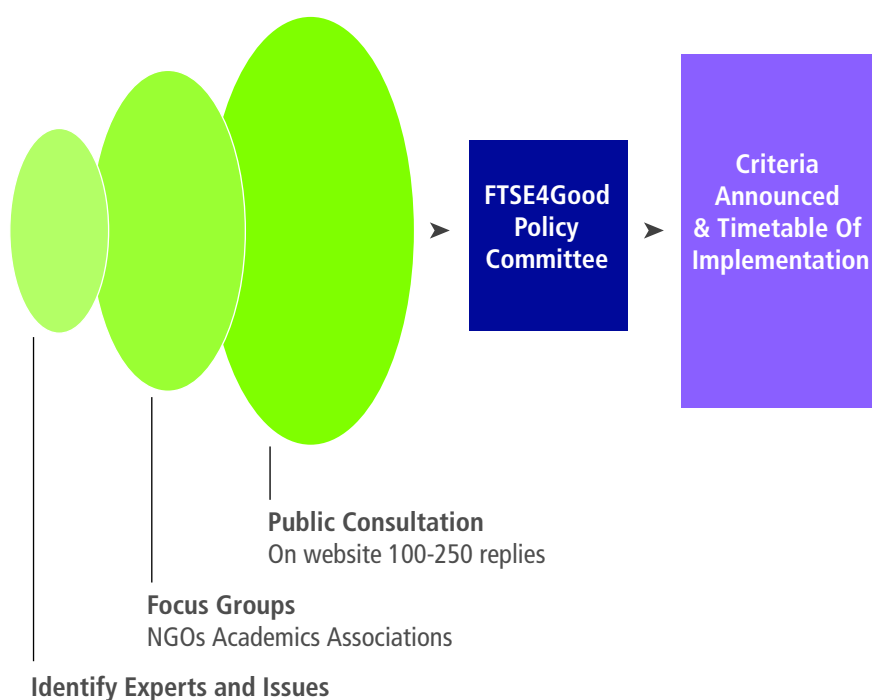 FTSE4Good
Policy
Committee
Criteria
Announced
& Timetable Of
Implementation
Public Consultation
On website 100-250 replies
Focus Groups
NGOs Academics Associations
Identify Experts and Issues